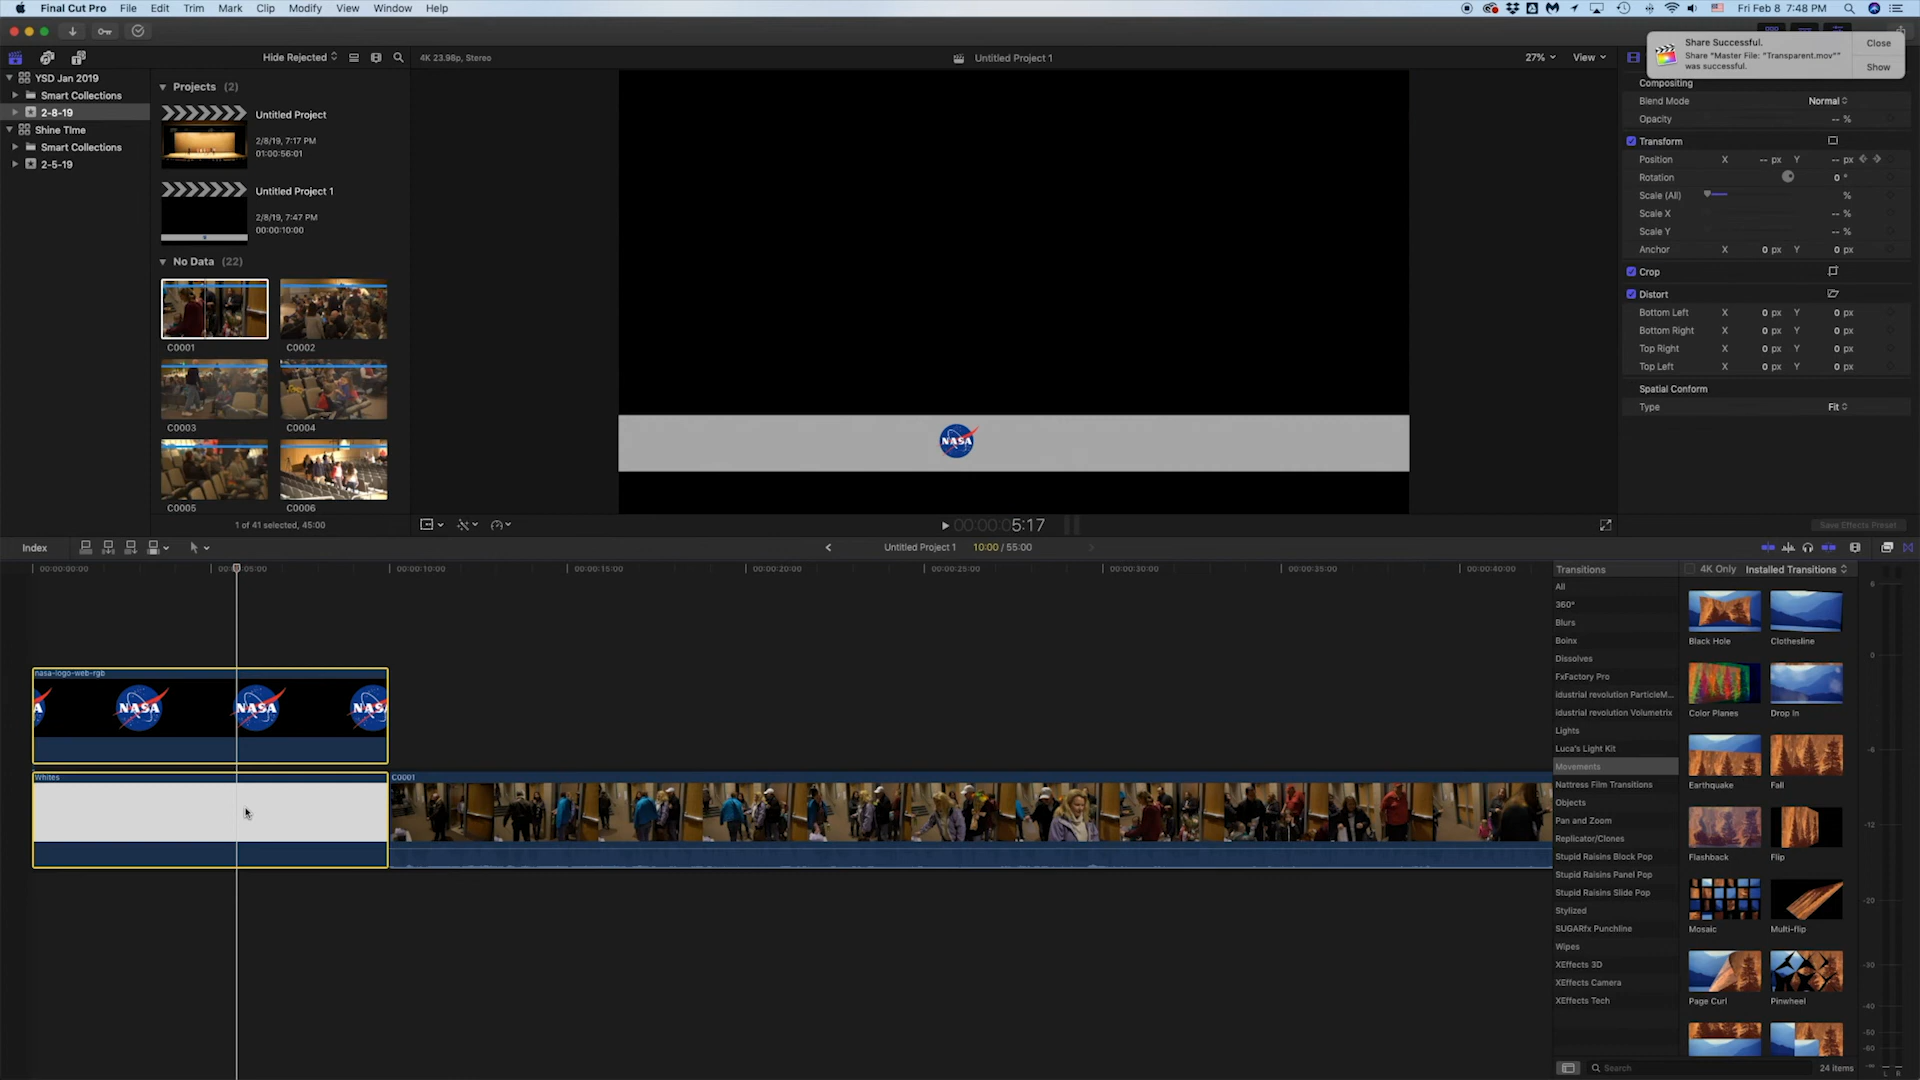 Final Cut Pro File Edit Trim Mark Clip Modify View Window Help
Fri Feb 8 7:48 PM
Hide Rejected
4K 23.98p, Stereo
Untitled Project 1
27%
View
Share Successful.
Share "Master File: "Transparent.mov""
was successful.
Close
Show
YSD Jan 2019
Smart Collections
2-8-19
Shine TIme
Smart Collections
2-5-19
Projects (2)
Untitled Project
2/8/19, 7:17 PM
01:00:56:01
Untitled Project 1
2/8/19, 7:47 PM
00:00:10:00
No Data (22)
C0001
C0002
C0003
C0004
C0005
C0006
1 of 41 selected, 45:00
NASA
Compositing
Blend Mode Normal
Opacity -- %
Transform
Position X -- px Y -- px
Rotation 0 °
Scale (All) %
Scale X -- %
Scale Y -- %
Anchor X 0 px Y 0 px
Crop
Distort
Bottom Left X 0 px Y 0 px
Bottom Right X 0 px Y 0 px
Top Right X 0 px Y 0 px
Top Left X 0 px Y 0 px
Spatial Conform
Type Fit
Save Effects Preset
00:00:05:17
Index
Untitled Project 1 10:00 / 55:00
00:00:00:00
00:00:05:00
00:00:10:00
00:00:15:00
00:00:20:00
00:00:25:00
00:00:30:00
00:00:35:00
00:00:40:00
nasa-logo-web-rgb
NASA
NASA
Whites
C0001
Transitions
4K Only
Installed Transitions
All
360°
Blurs
Boinx
Dissolves
FxFactory Pro
idustrial revolution ParticleM...
idustrial revolution Volumetrix
Lights
Luca's Light Kit
Movements
Nattress Film Transitions
Objects
Pan and Zoom
Replicator/Clones
Stupid Raisins Block Pop
Stupid Raisins Panel Pop
Stupid Raisins Slide Pop
Stylized
SUGARfx Punchline
Wipes
XEffects 3D
XEffects Camera
XEffects Tech
Black Hole
Clothesline
Color Planes
Drop In
Earthquake
Fall
Flashback
Flip
Mosaic
Multi-flip
Page Curl
Pinwheel
Search
24 items
6
0
-6
-12
-20
-30
-40
-50
-60
-∞
L R